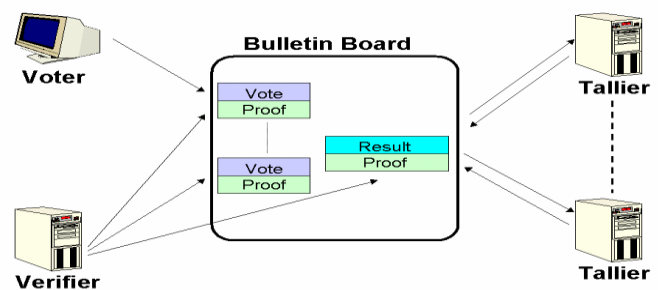 Bulletin Board
Voter
Vote
Proof
Vote
Proof
Result
Proof
Tallier
Tallier
Verifier